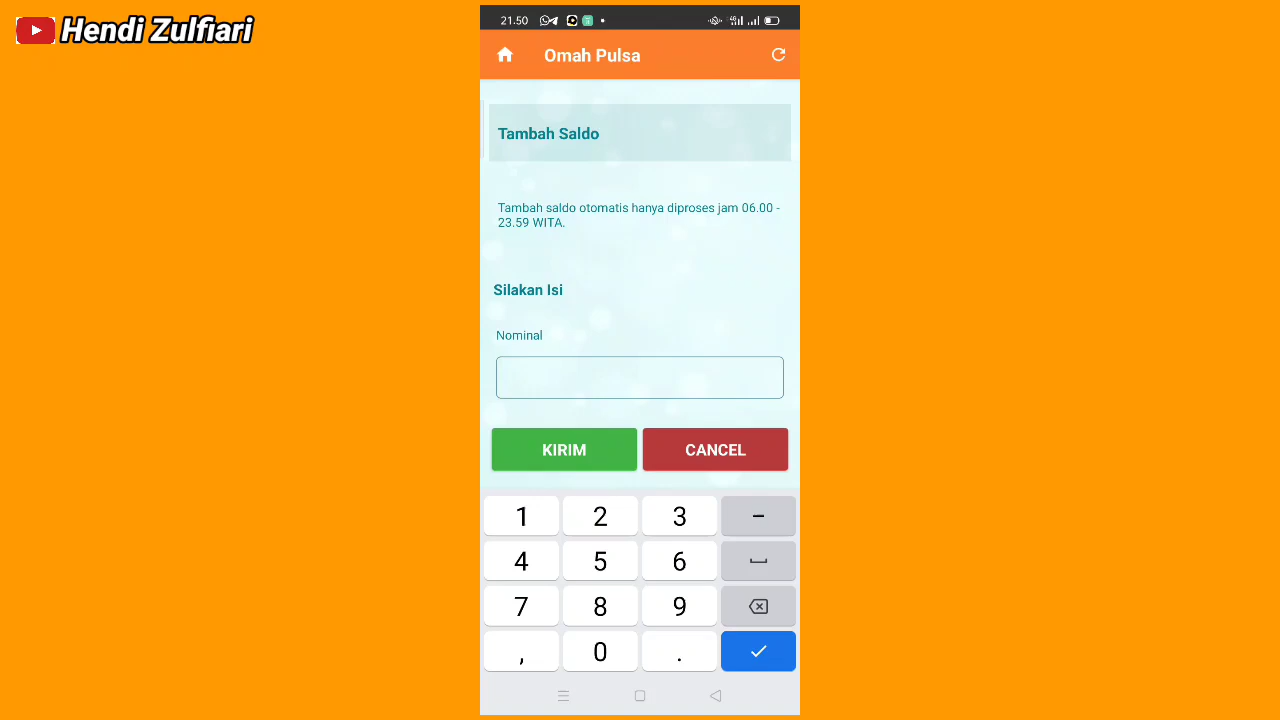 Hendi Zulfiari
21.50
Omah Pulsa
Tambah Saldo
Tambah saldo otomatis hanya diproses jam 06.00 -
23.59 WITA.
Silakan Isi
Nominal
KIRIM CANCEL
1 2 3 –
4 5 6
7 8 9
, 0 .